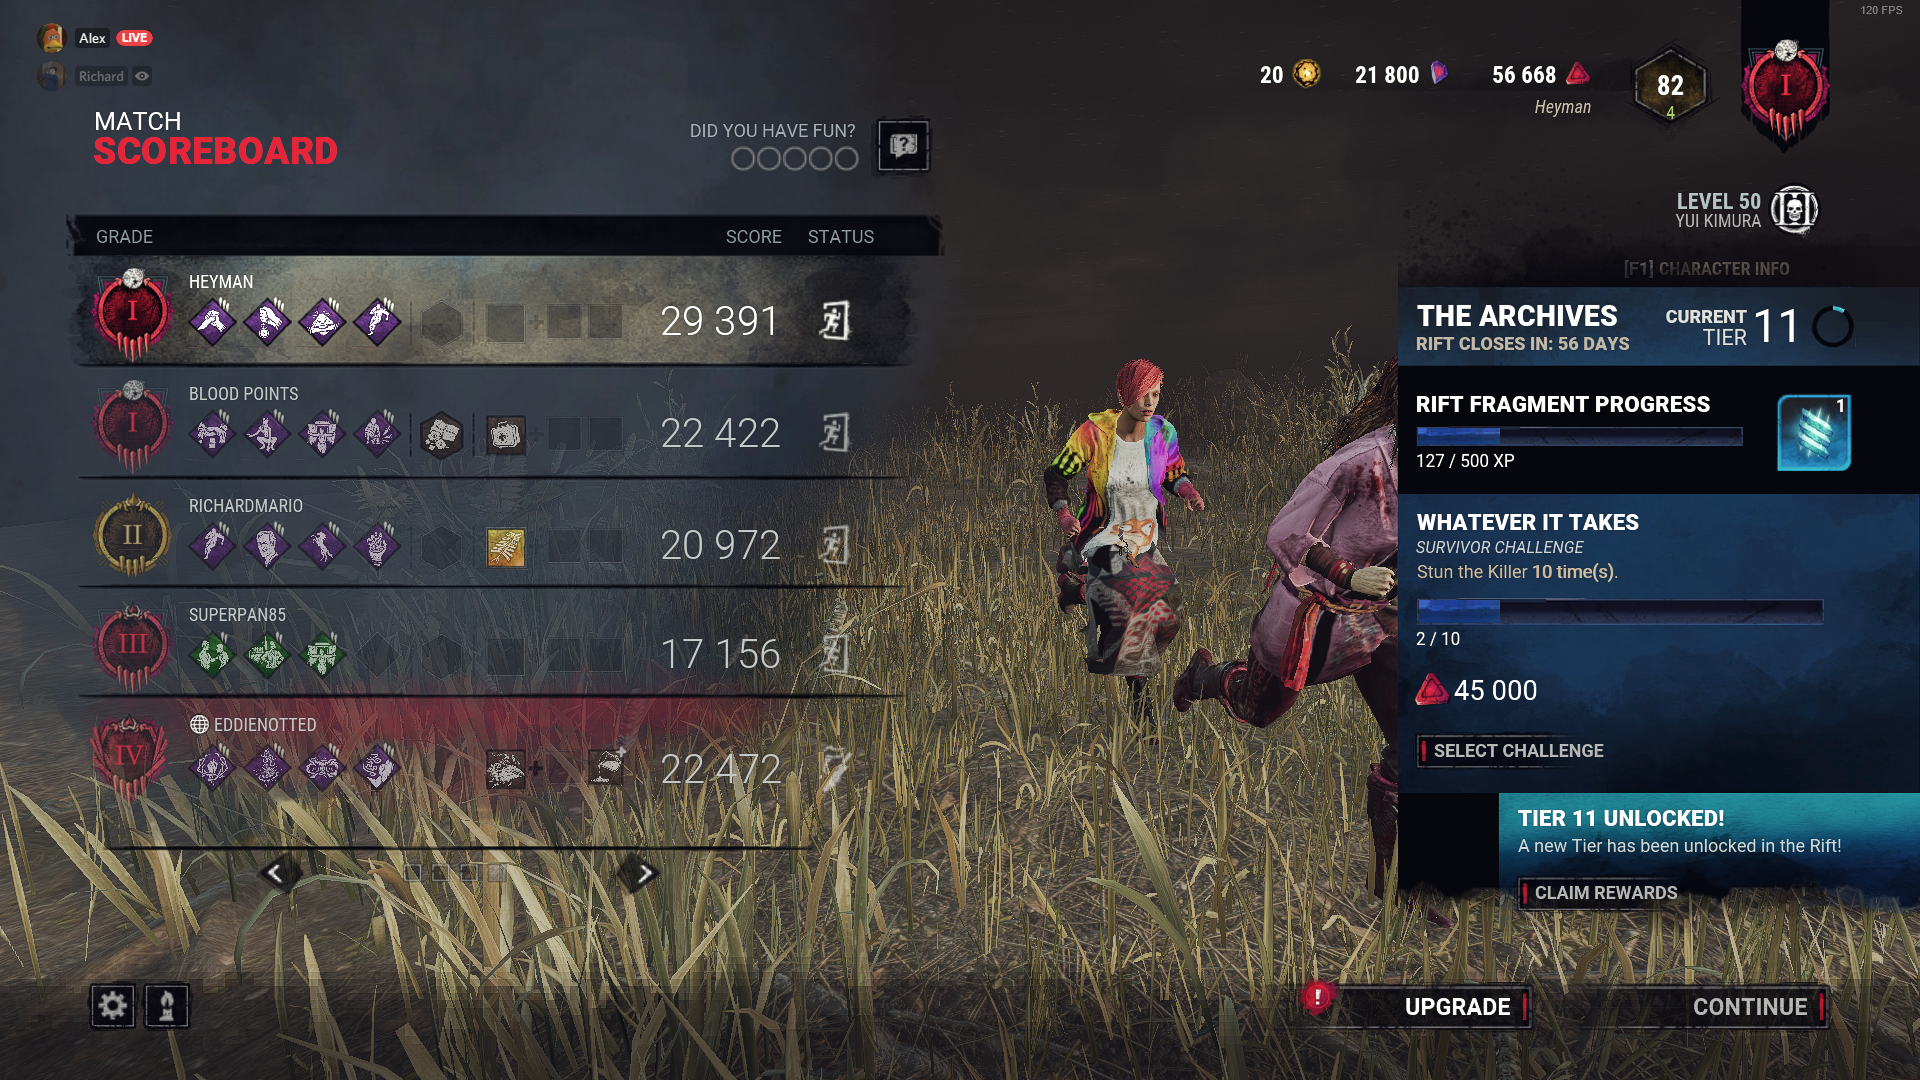 120 FPS
Alex LIVE
Richard
20
21 800
56 668
Heyman
82
4
I
MATCH
SCOREBOARD
DID YOU HAVE FUN?
LEVEL 50
YUI KIMURA
[F1] CHARACTER INFO
GRADE SCORE STATUS
I
HEYMAN
29 391
I
BLOOD POINTS
22 422
II
RICHARDMARIO
20 972
III
SUPERPAN85
17 156
IV
EDDIENOTTED
22 472
THE ARCHIVES
RIFT CLOSES IN: 56 DAYS
CURRENT
TIER 11
RIFT FRAGMENT PROGRESS
1
127 / 500 XP
WHATEVER IT TAKES
SURVIVOR CHALLENGE
Stun the Killer 10 time(s).
2 / 10
45 000
SELECT CHALLENGE
TIER 11 UNLOCKED!
A new Tier has been unlocked in the Rift!
CLAIM REWARDS
UPGRADE
CONTINUE